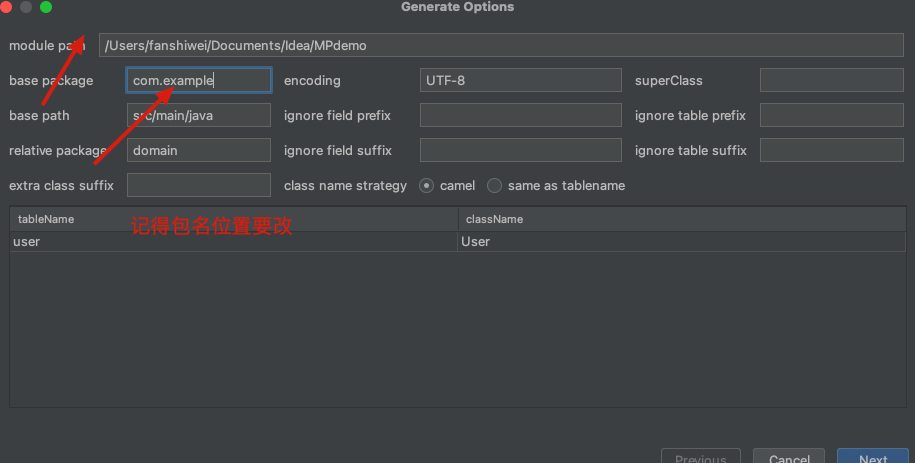 Generate Options
module path /Users/fanshiwei/Documents/Idea/MPdemo
base package com.example encoding UTF-8 superClass
base path src/main/java ignore field prefix ignore table prefix
relative package domain ignore field suffix ignore table suffix
extra class suffix class name strategy camel same as tablename
tableName className
记得包名位置要改
user User
Previous Cancel Next